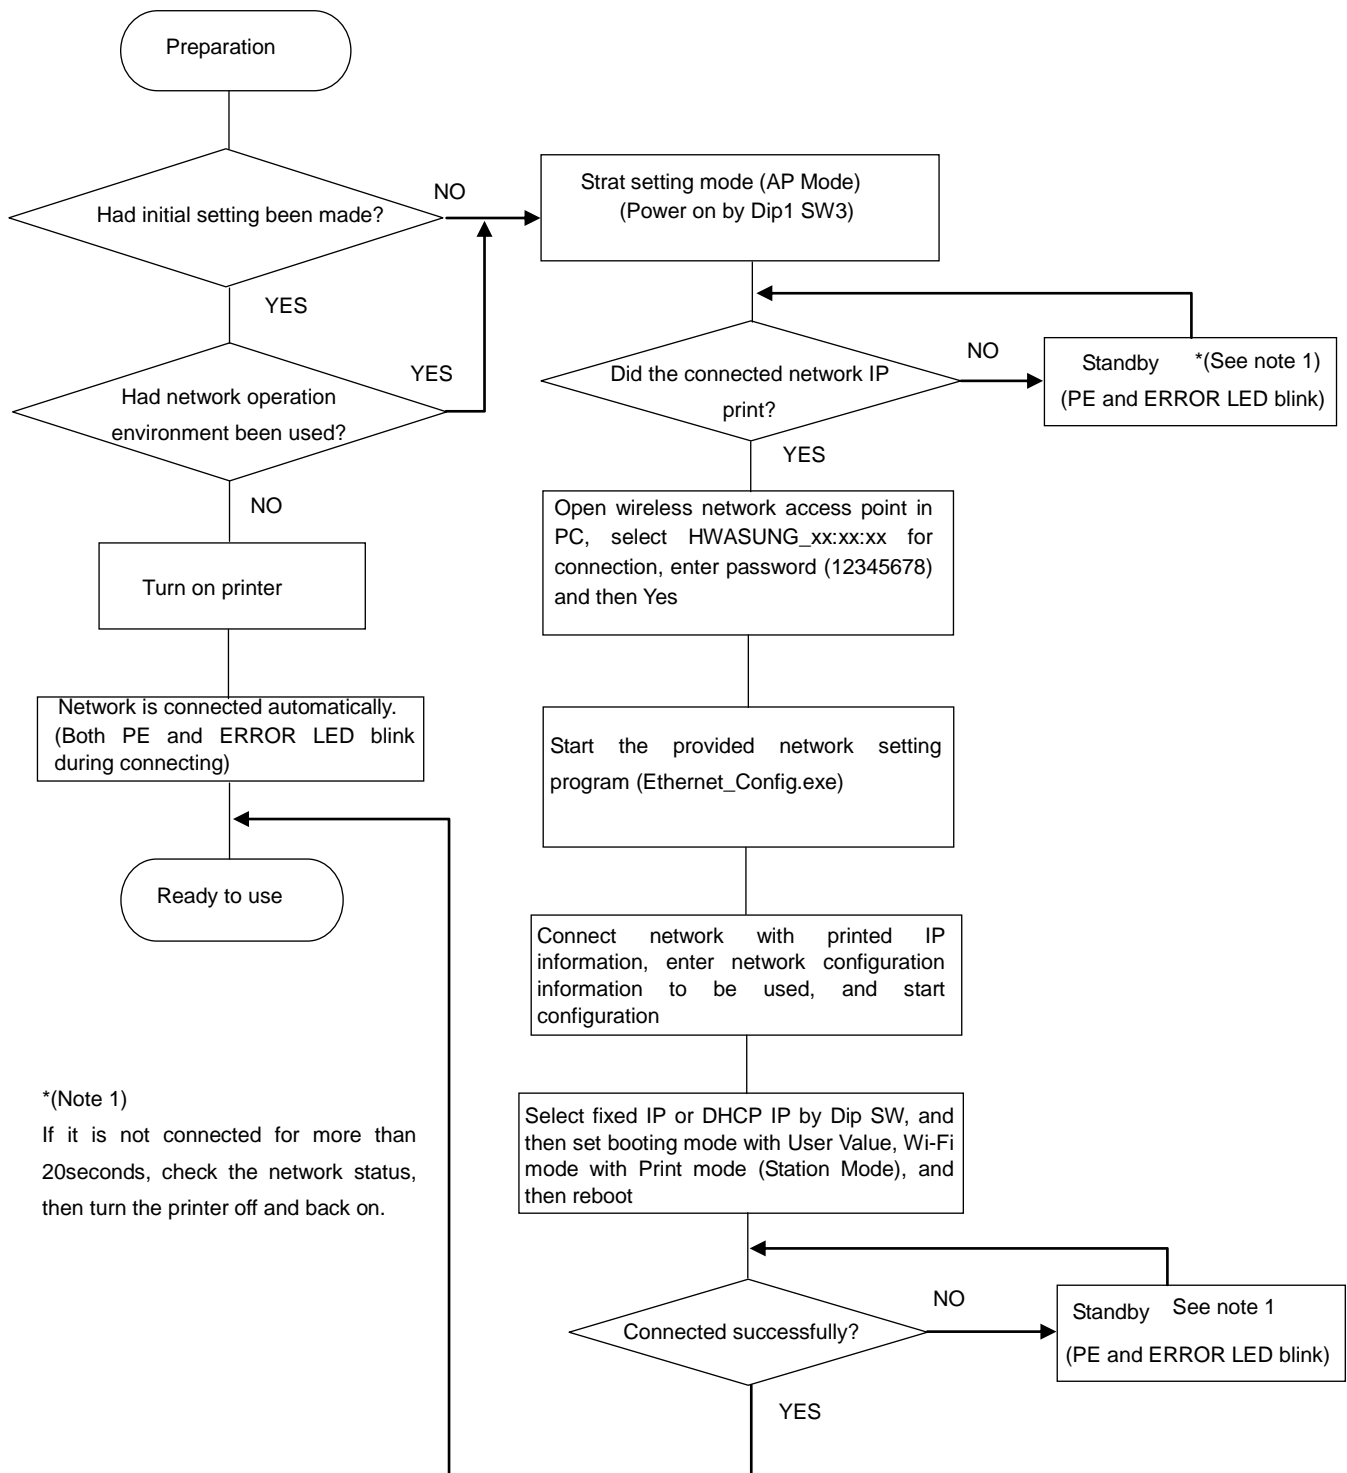 Preparation
Had initial setting been made?
NO
YES
Had network operation
environment been used?
YES
NO
Turn on printer
Network is connected automatically.
(Both PE and ERROR LED blink
during connecting)
Ready to use
*(Note 1)
If it is not connected for more than
20seconds, check the network status,
then turn the printer off and back on.
Strat setting mode (AP Mode)
(Power on by Dip1 SW3)
Did the connected network IP
print?
NO
Standby *(See note 1)
(PE and ERROR LED blink)
YES
Open wireless network access point in
PC, select HWASUNG_xx:xx:xx for
connection, enter password (12345678)
and then Yes
Start the provided network setting
program (Ethernet_Config.exe)
Connect network with printed IP
information, enter network configuration
information to be used, and start
configuration
Select fixed IP or DHCP IP by Dip SW, and
then set booting mode with User Value, Wi-Fi
mode with Print mode (Station Mode), and
then reboot
Connected successfully?
NO
Standby See note 1
(PE and ERROR LED blink)
YES